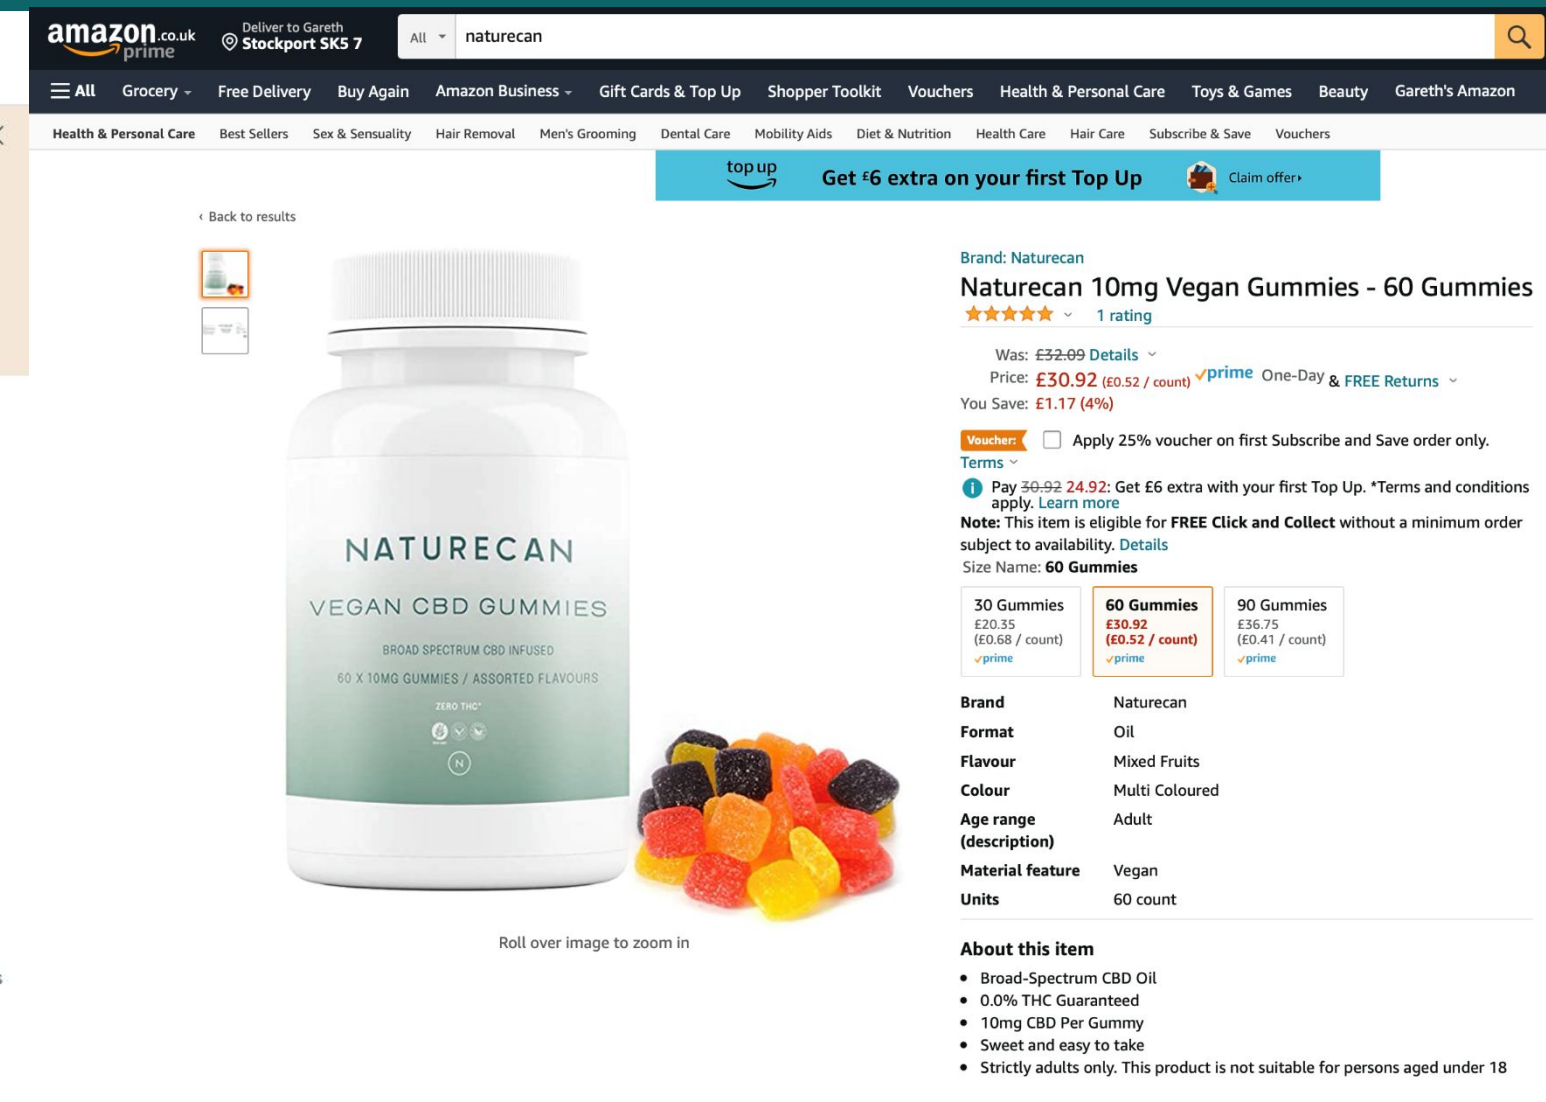 amazon.co.uk
prime
Deliver to Gareth
Stockport SK5 7
All
naturecan
All Grocery Free Delivery Buy Again Amazon Business Gift Cards & Top Up Shopper Toolkit Vouchers Health & Personal Care Toys & Games Beauty Gareth's Amazon
Health & Personal Care Best Sellers Sex & Sensuality Hair Removal Men's Grooming Dental Care Mobility Aids Diet & Nutrition Health Care Hair Care Subscribe & Save Vouchers
top up Get £6 extra on your first Top Up Claim offer
‹ Back to results
NATURECAN
VEGAN CBD GUMMIES
BROAD SPECTRUM CBD INFUSED
60 X 10MG GUMMIES / ASSORTED FLAVOURS
ZERO THC*
N
Roll over image to zoom in
Brand: Naturecan
Naturecan 10mg Vegan Gummies - 60 Gummies
1 rating
Was: £32.09 Details
Price: £30.92 (£0.52 / count) prime One-Day & FREE Returns
You Save: £1.17 (4%)
Voucher: Apply 25% voucher on first Subscribe and Save order only.
Terms
Pay 30.92 24.92: Get £6 extra with your first Top Up. *Terms and conditions
apply. Learn more
Note: This item is eligible for FREE Click and Collect without a minimum order
subject to availability. Details
Size Name: 60 Gummies
30 Gummies
£20.35
(£0.68 / count)
prime
60 Gummies
£30.92
(£0.52 / count)
prime
90 Gummies
£36.75
(£0.41 / count)
prime
Brand Naturecan
Format Oil
Flavour Mixed Fruits
Colour Multi Coloured
Age range Adult
(description)
Material feature Vegan
Units 60 count
About this item
• Broad-Spectrum CBD Oil
• 0.0% THC Guaranteed
• 10mg CBD Per Gummy
• Sweet and easy to take
• Strictly adults only. This product is not suitable for persons aged under 18